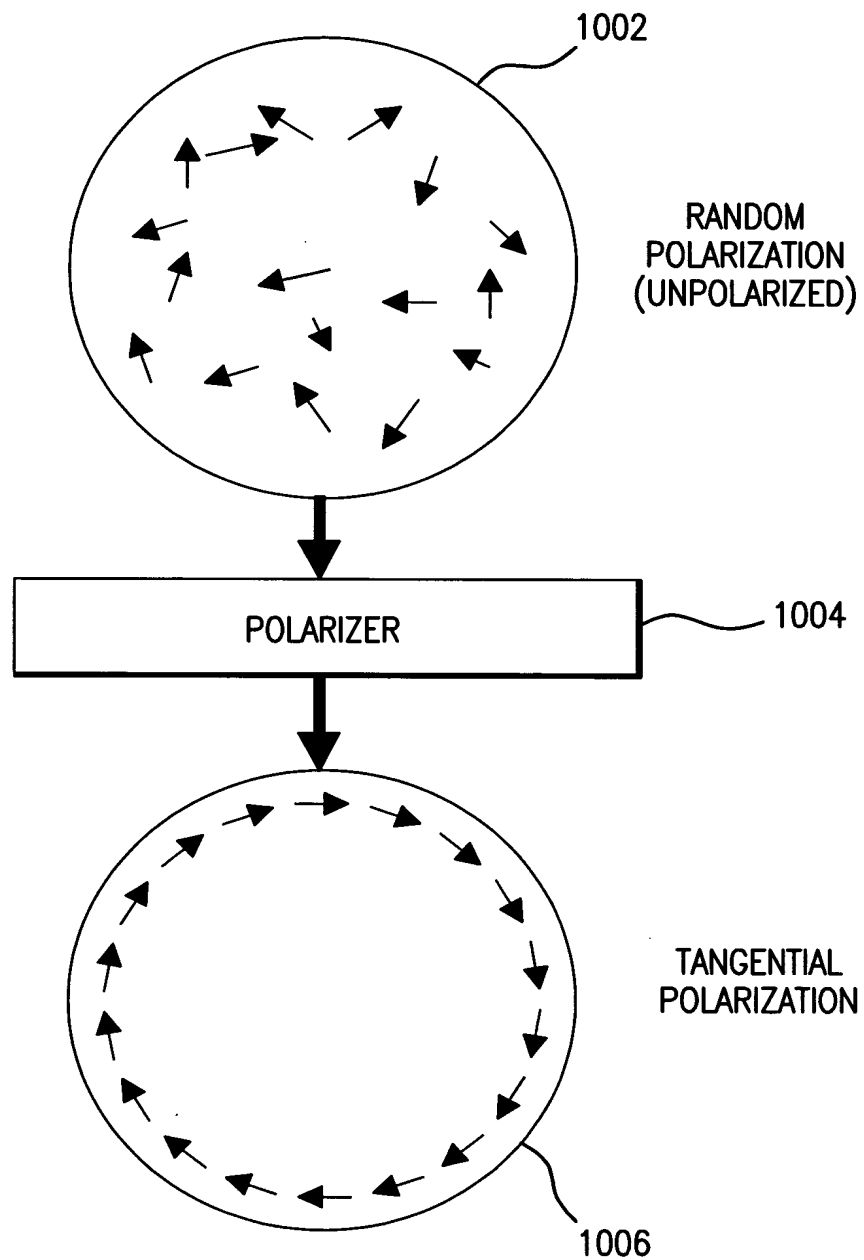 1002
RANDOM
POLARIZATION
(UNPOLARIZED)
POLARIZER
1004
TANGENTIAL
POLARIZATION
1006